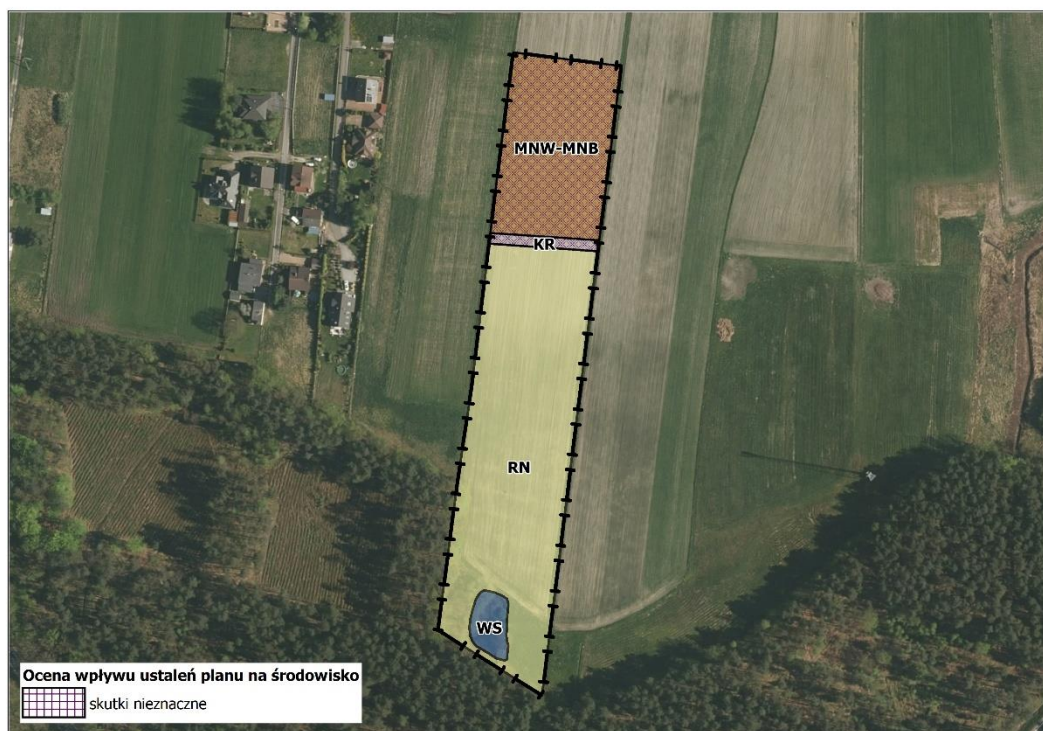 MNW-MNB
KR
RN
WS
Ocena wpływu ustaleń planu na środowisko
skutki nieznaczne